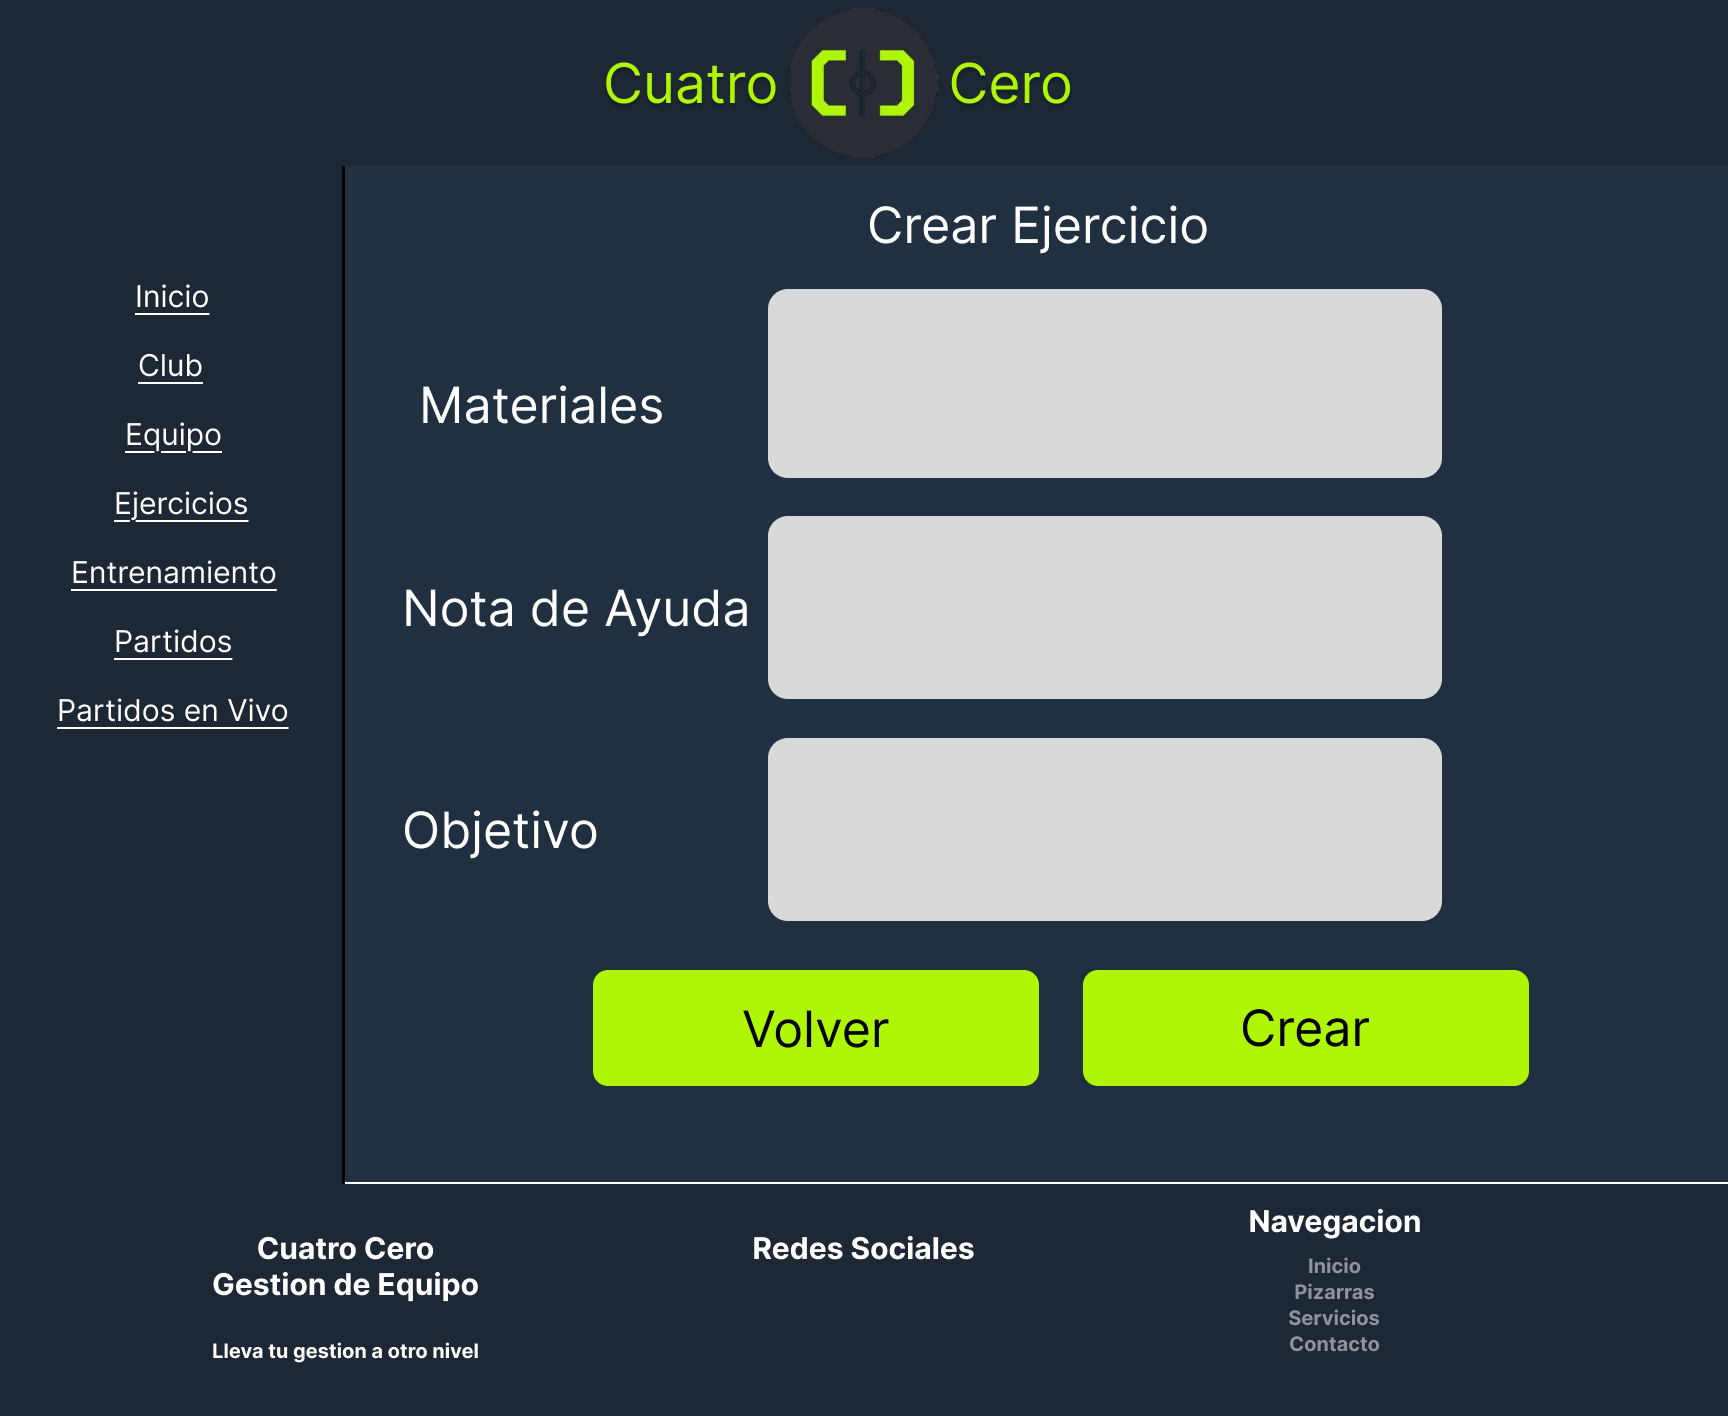 Cuatro Cero
Crear Ejercicio
Inicio
Club
Equipo
Ejercicios
Entrenamiento
Partidos
Partidos en Vivo
Materiales
Nota de Ayuda
Objetivo
Volver
Crear
Cuatro Cero
Gestion de Equipo
Lleva tu gestion a otro nivel
Redes Sociales
Navegacion
Inicio
Pizarras
Servicios
Contacto